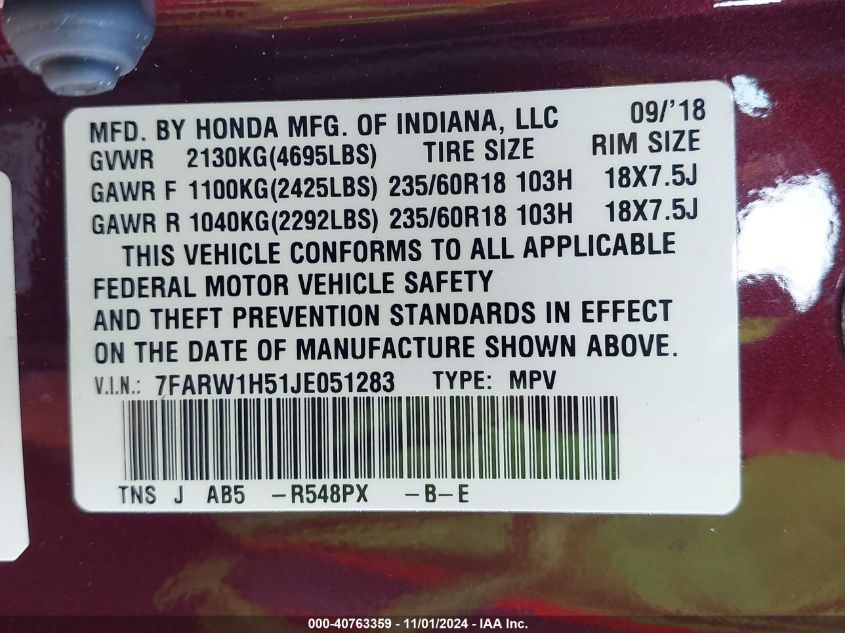 MFD. BY HONDA MFG. OF INDIANA, LLC 09/'18
GVWR 2130KG(4695LBS) TIRE SIZE RIM SIZE
GAWR F 1100KG(2425LBS) 235/60R18 103H 18X7.5J
GAWR R 1040KG(2292LBS) 235/60R18 103H 18X7.5J
THIS VEHICLE CONFORMS TO ALL APPLICABLE
FEDERAL MOTOR VEHICLE SAFETY
AND THEFT PREVENTION STANDARDS IN EFFECT
ON THE DATE OF MANUFACTURE SHOWN ABOVE.
V.I.N.: 7FARW1H51JE051283 TYPE: MPV
TNS J AB5 -R548PX -B-E
000-40763359 - 11/01/2024 - IAA Inc.